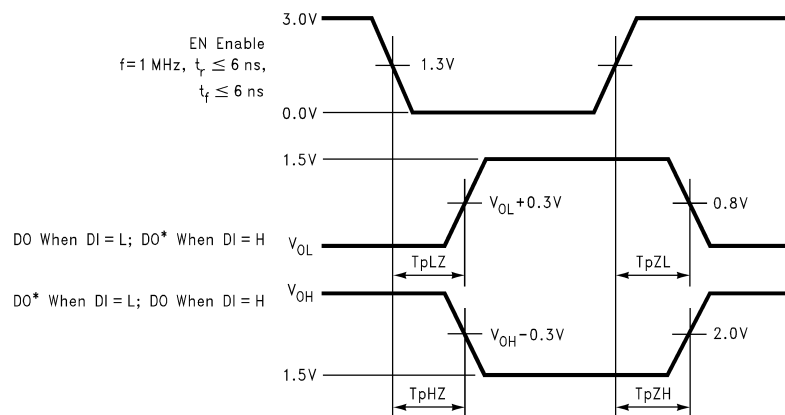 3.0V
EN Enable
f=1 MHz, tr ≤ 6 ns,
tf ≤ 6 ns
1.3V
0.0V
1.5V
VOL+0.3V
0.8V
DO When DI=L; DO* When DI=H
VOL
TpLZ
TpZL
DO* When DI=L; DO When DI=H
VOH
VOH−0.3V
2.0V
1.5V
TpHZ
TpZH